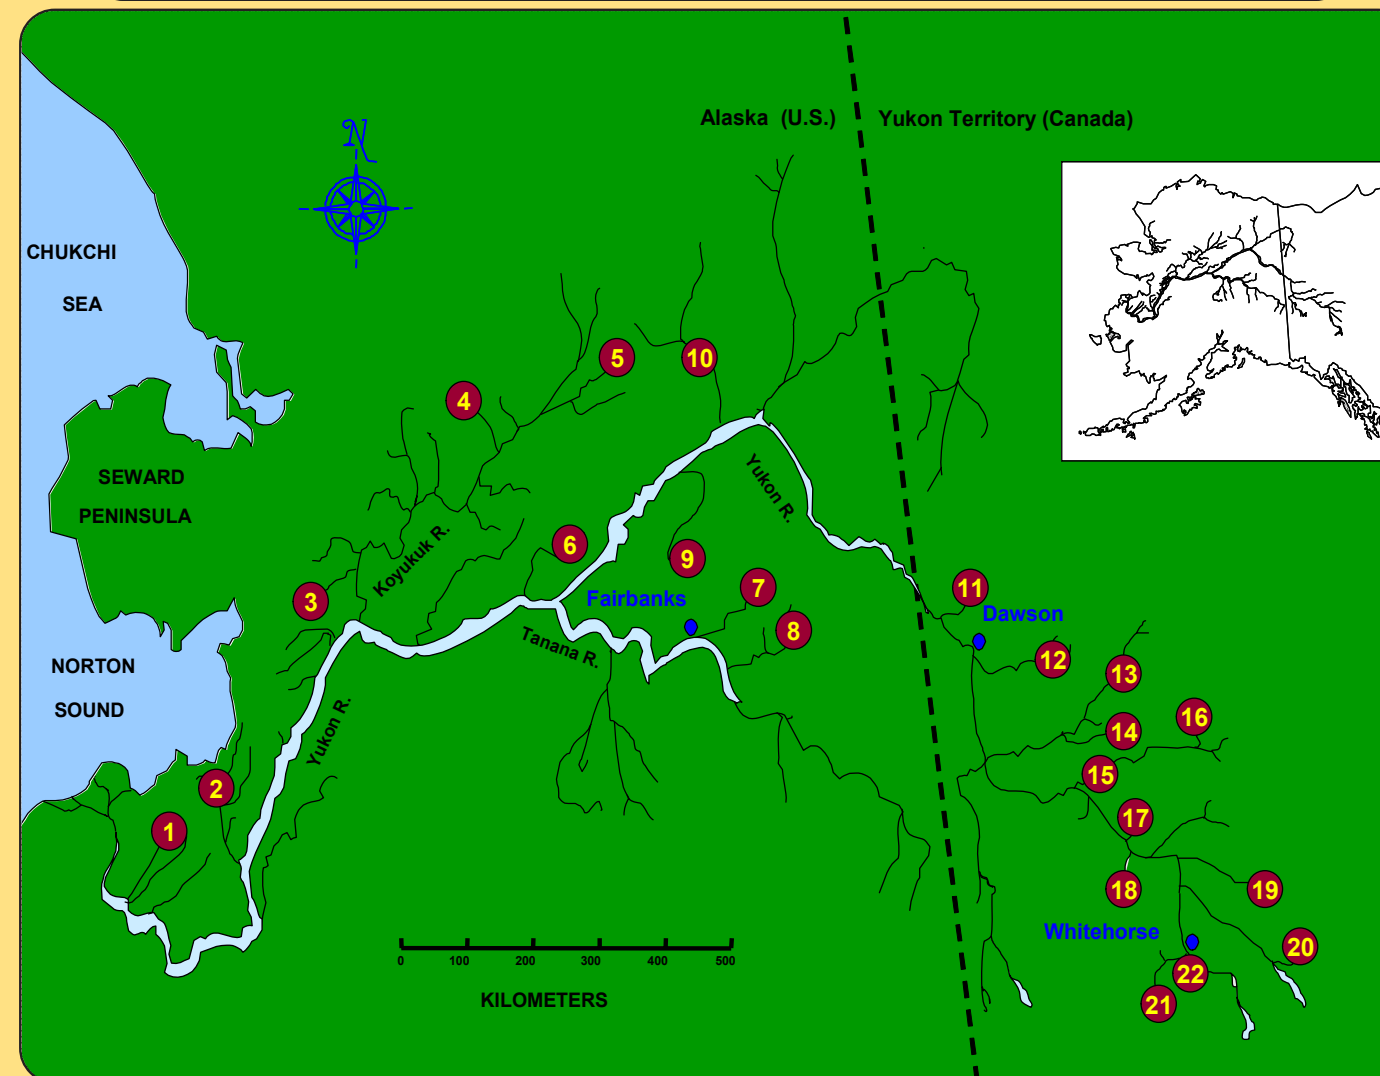 N
Alaska (U.S.)
Yukon Territory (Canada)
CHUKCHI
SEA
5
10
4
SEWARD
PENINSULA
Yukon R.
Koyukuk R.
6
9
3
7
11
Fairbanks
Dawson
8
Tanana R.
12
NORTON
SOUND
13
16
14
Yukon R.
15
2
17
1
18
19
Whitehorse
20
22
21
0 100 200 300 400 500
KILOMETERS